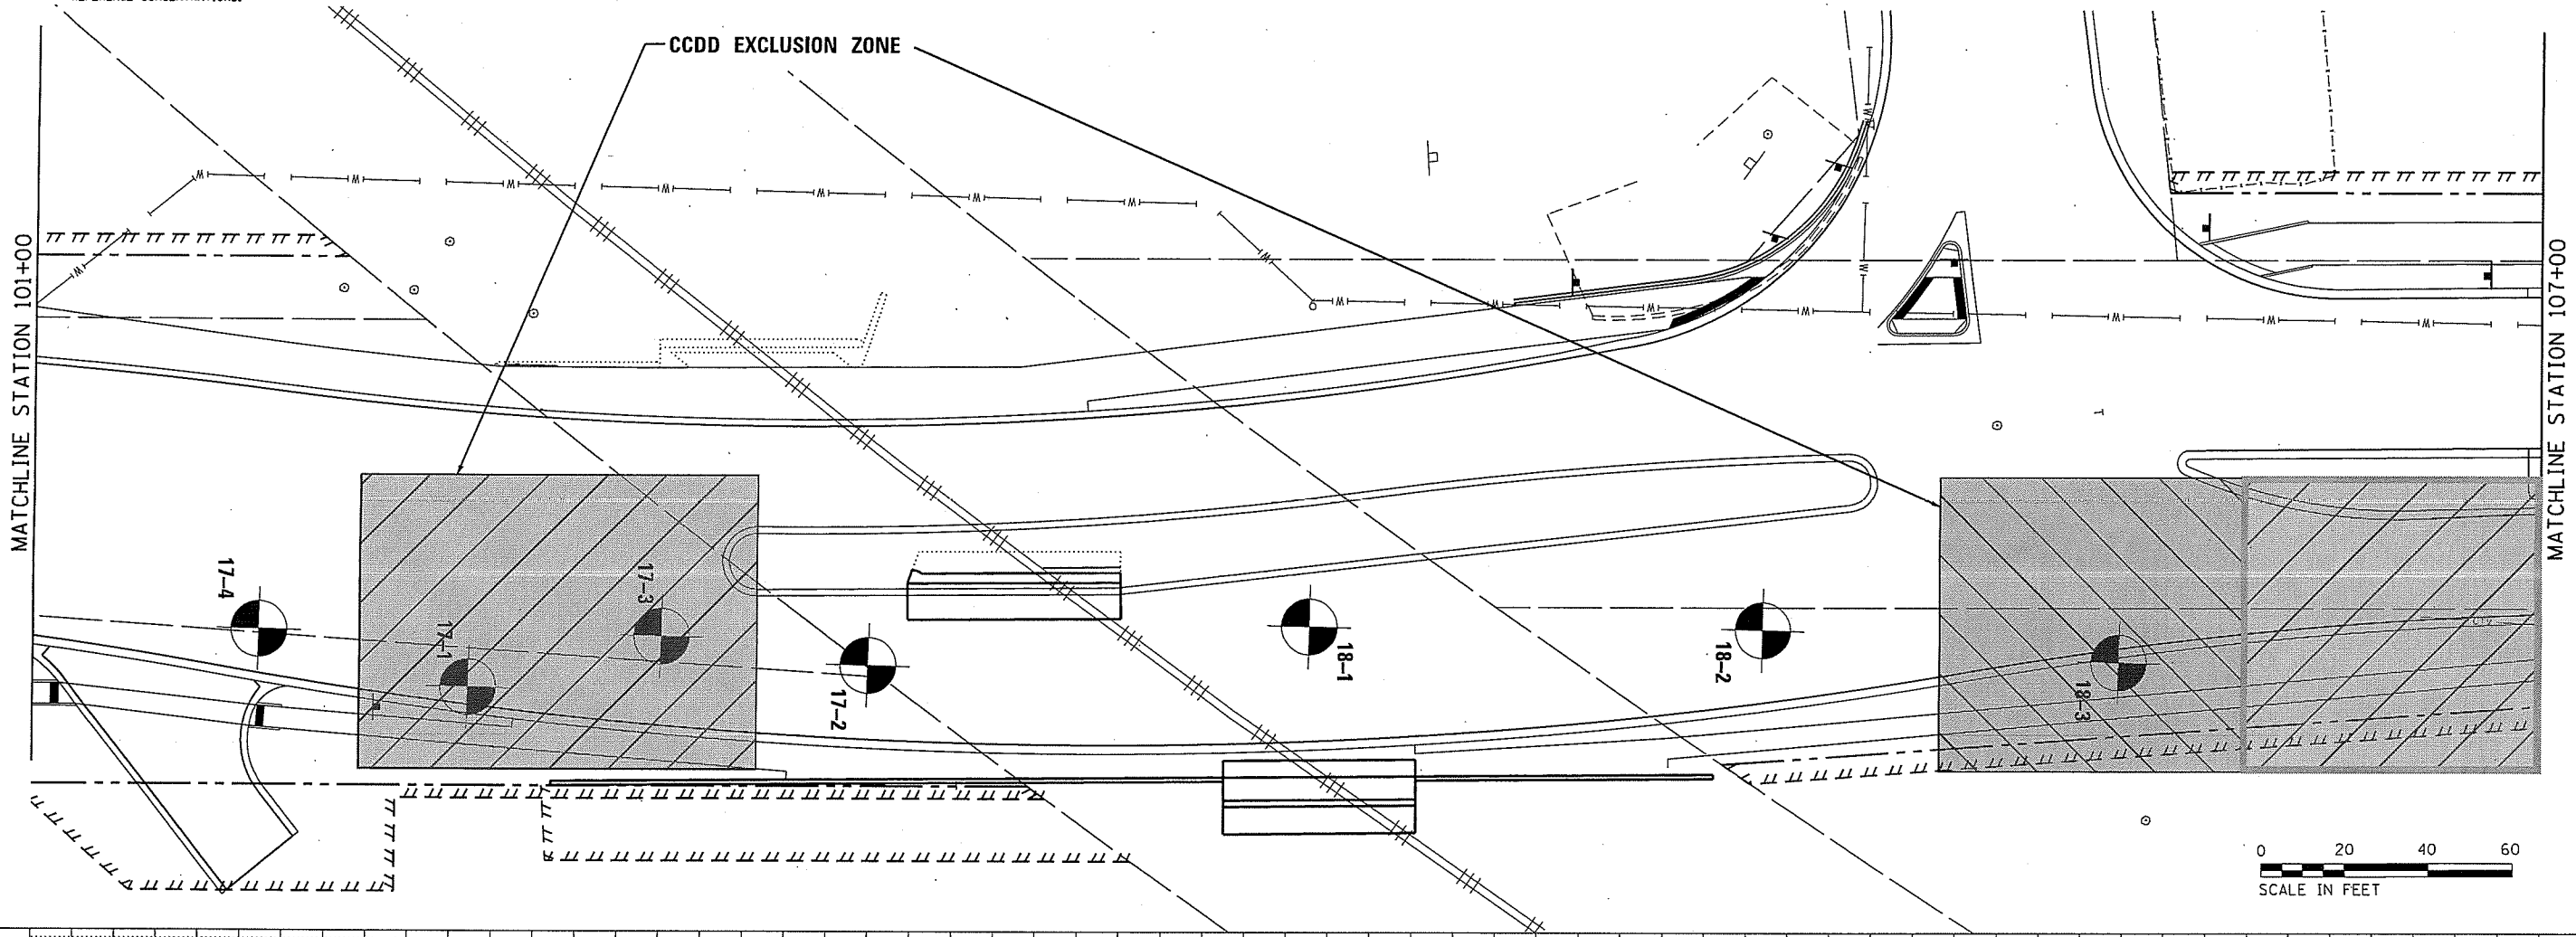 CCDD EXCLUSION ZONE
MATCHLINE STATION 101+00
MATCHLINE STATION 107+00
W W W W W W W
W W W W
W W W W W W W W
17-4
17-1
17-3
17-2
18-1
18-2
18-3
0 20 40 60
SCALE IN FEET